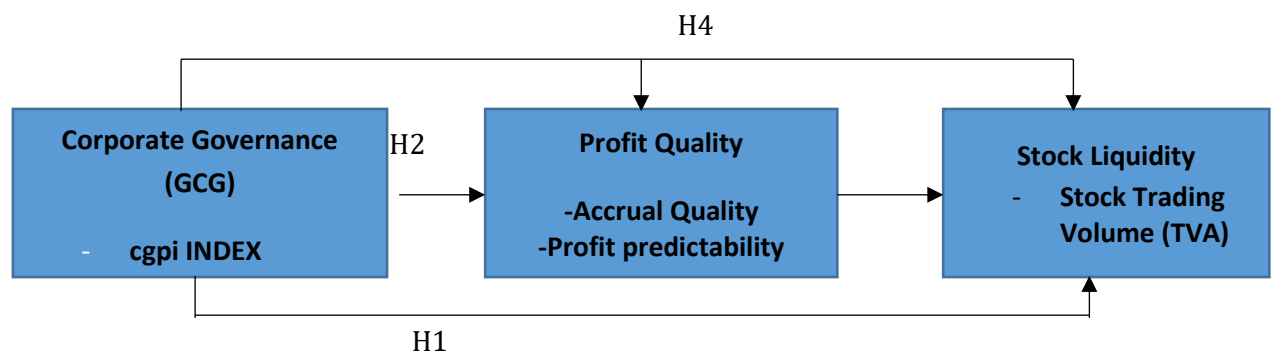 H4
Corporate Governance
(GCG)
- cgpi INDEX
H2
Profit Quality
-Accrual Quality
-Profit predictability
Stock Liquidity
- Stock Trading
Volume (TVA)
H1